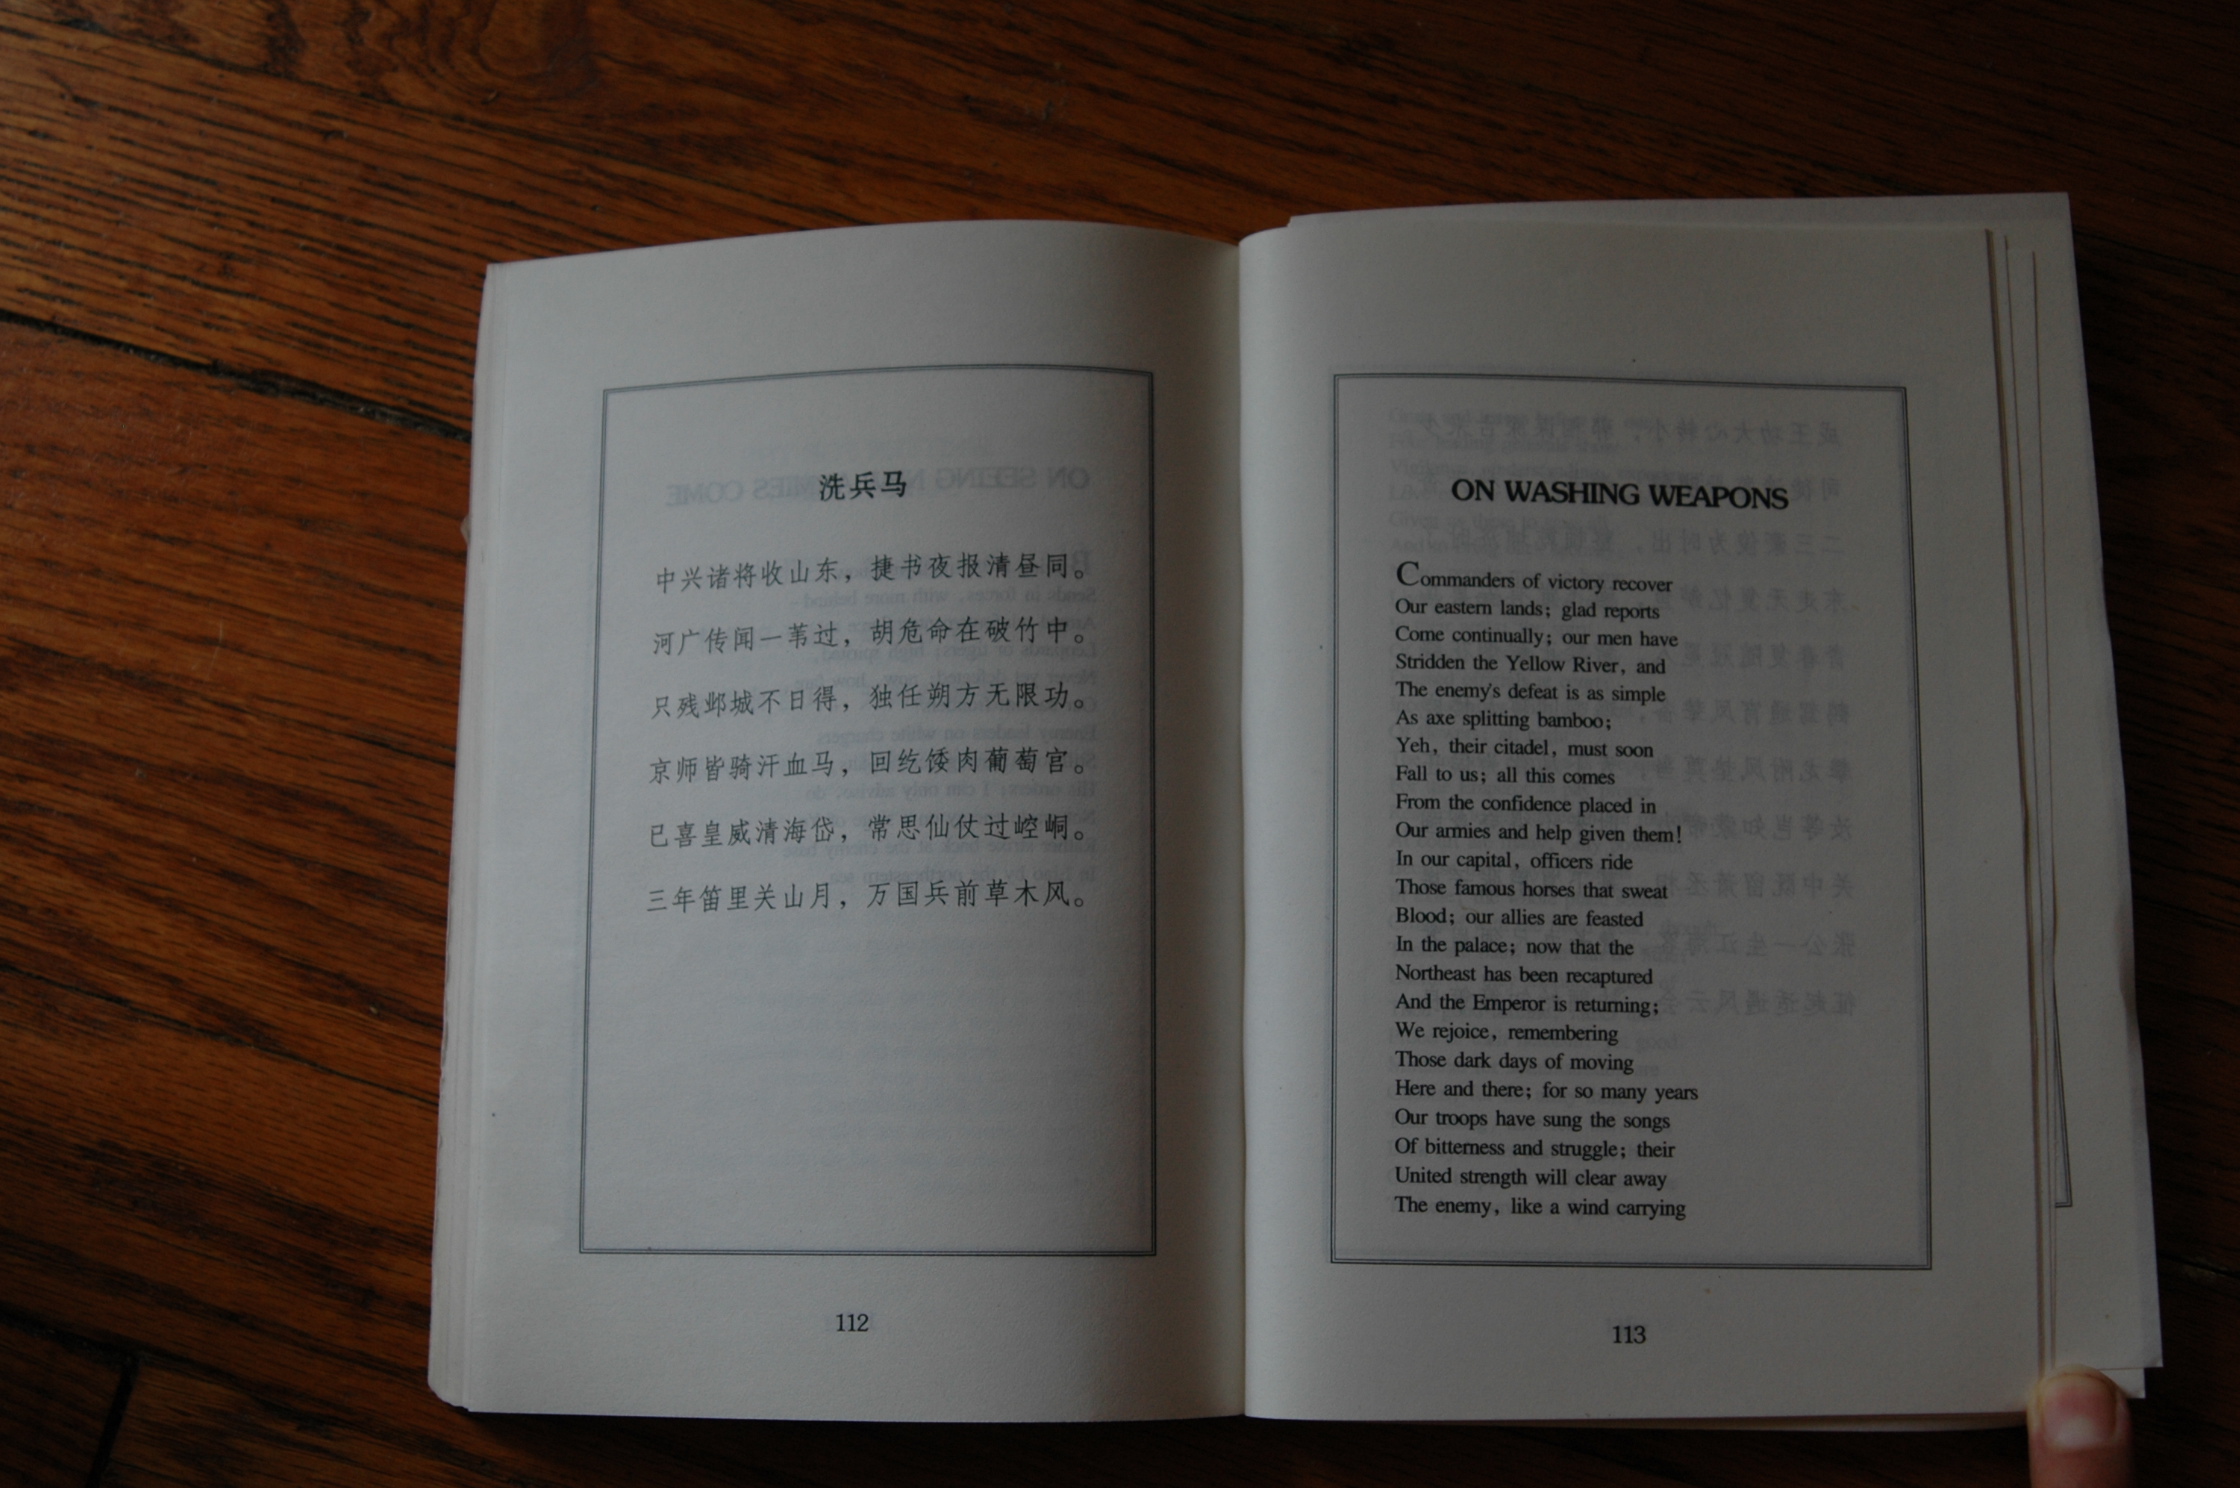 洗兵马
中兴诸将收山东，捷书夜报清昼同。
河广传闻一苇过，胡危命在破竹中。
只残邺城不日得，独任朔方无限功。
京师皆骑汗血马，回纥馁肉葡萄宫。
已喜皇威清海岱，常思仙仗过崆峒。
三年笛里关山月，万国兵前草木风。
112
ON WASHING WEAPONS
Commanders of victory recover
Our eastern lands; glad reports
Come continually; our men have
Stridden the Yellow River, and
The enemy's defeat is as simple
As axe splitting bamboo;
Yeh, their citadel, must soon
Fall to us; all this comes
From the confidence placed in
Our armies and help given them!
In our capital, officers ride
Those famous horses that sweat
Blood; our allies are feasted
In the palace; now that the
Northeast has been recaptured
And the Emperor is returning;
We rejoice, remembering
Those dark days of moving
Here and there; for so many years
Our troops have sung the songs
Of bitterness and struggle; their
United strength will clear away
The enemy, like a wind carrying
113